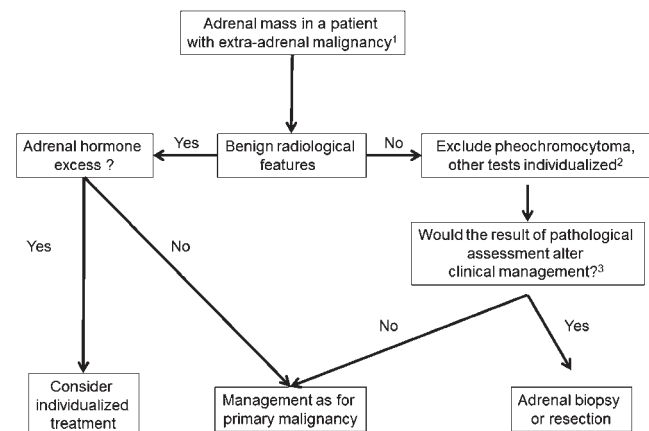 Adrenal mass in a patient
with extra-adrenal malignancy¹
Adrenal hormone
excess ?
Yes
Benign radiological
features
No
Exclude pheochromocytoma,
other tests individualized²
Would the result of pathological
assessment alter
clinical management?³
Yes
No
No
Yes
Consider
individualized
treatment
Management as for
primary malignancy
Adrenal biopsy
or resection